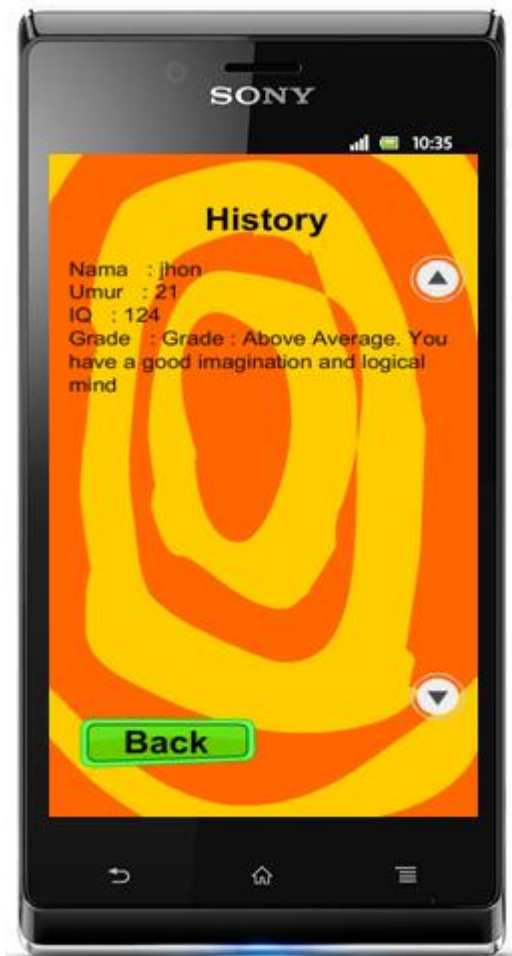 SONY
10:35
History
Nama : jhon
Umur : 21
IQ : 124
Grade : Grade : Above Average. You
have a good imagination and logical
mind
Back